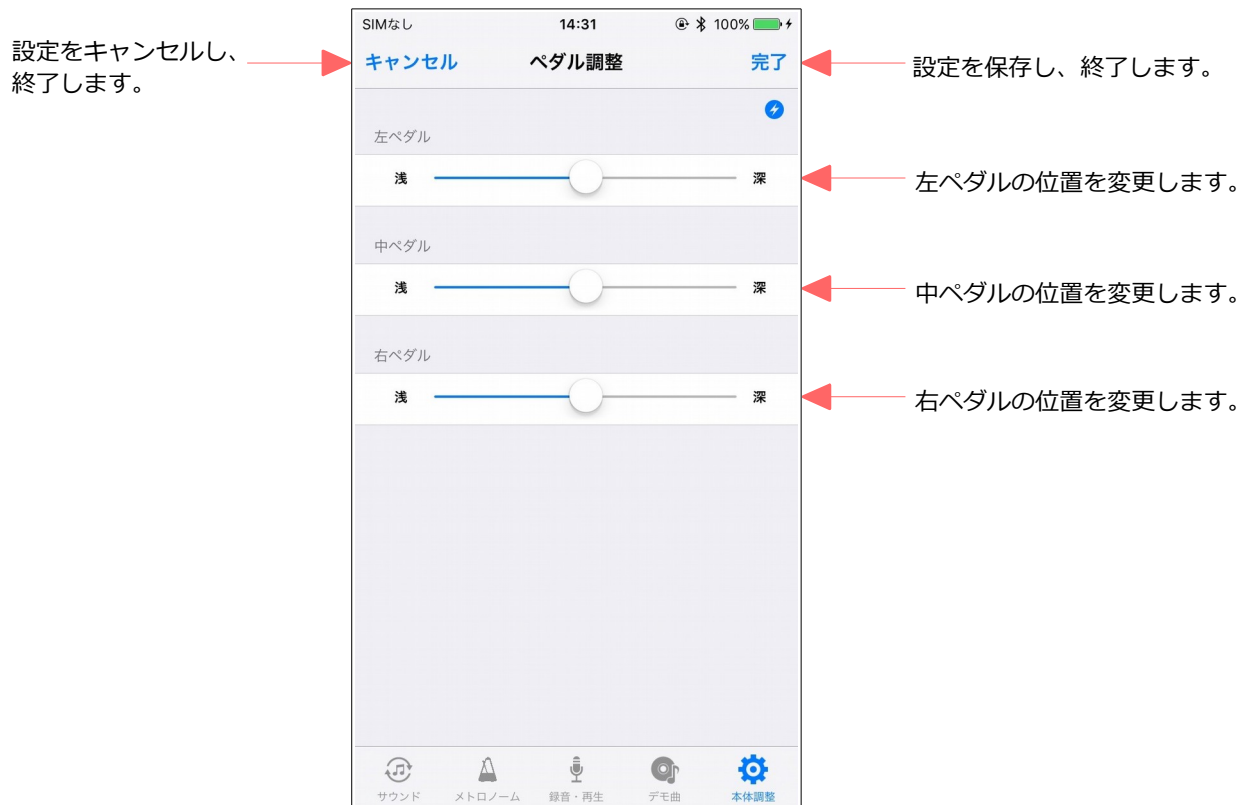 SIMなし 14:31 100%
設定をキャンセルし、
終了します。
キャンセル ペダル調整 完了
設定を保存し、終了します。
左ペダル
浅 深
左ペダルの位置を変更します。
中ペダル
浅 深
中ペダルの位置を変更します。
右ペダル
浅 深
右ペダルの位置を変更します。
サウンド メトロノーム 録音・再生 デモ曲 本体調整